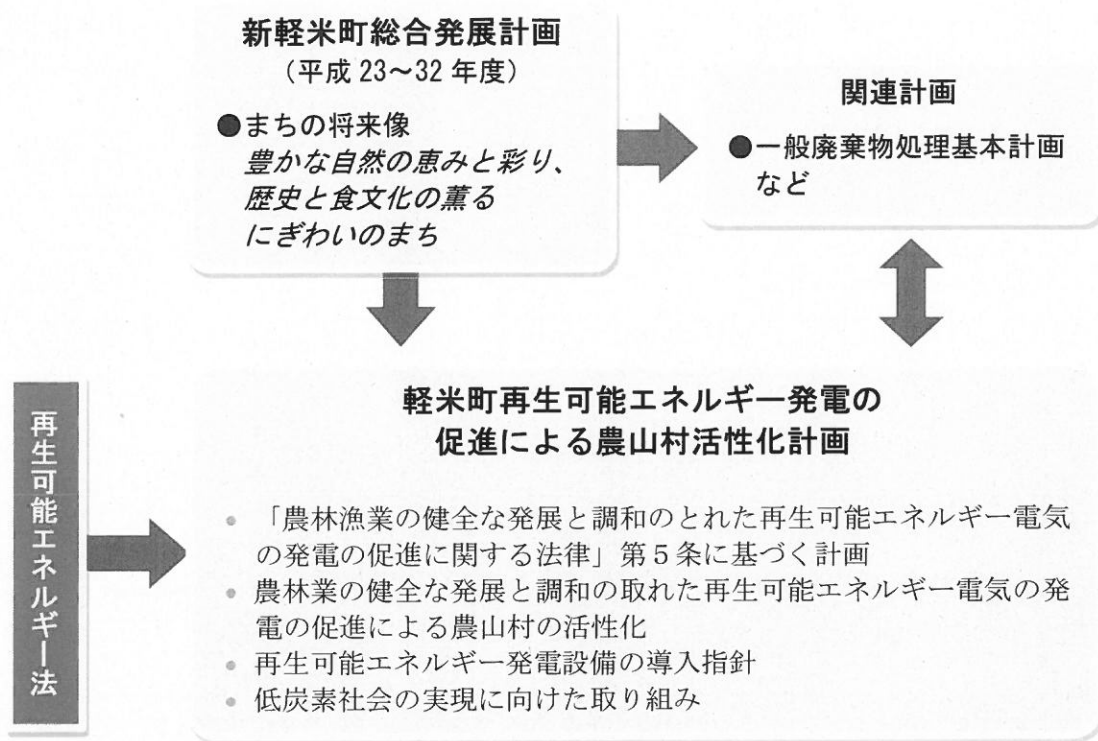 新軽米町総合発展計画
(平成 23～32 年度)
●まちの将来像
豊かな自然の恵みと彩り、
歴史と食文化の薫る
にぎわいのまち
関連計画
●一般廃棄物処理基本計画
など
再生可能エネルギー法
軽米町再生可能エネルギー発電の
促進による農山村活性化計画
• 「農林漁業の健全な発展と調和のとれた再生可能エネルギー電気
の発電の促進に関する法律」第５条に基づく計画
• 農林業の健全な発展と調和の取れた再生可能エネルギー電気の発
電の促進による農山村の活性化
• 再生可能エネルギー発電設備の導入指針
• 低炭素社会の実現に向けた取り組み